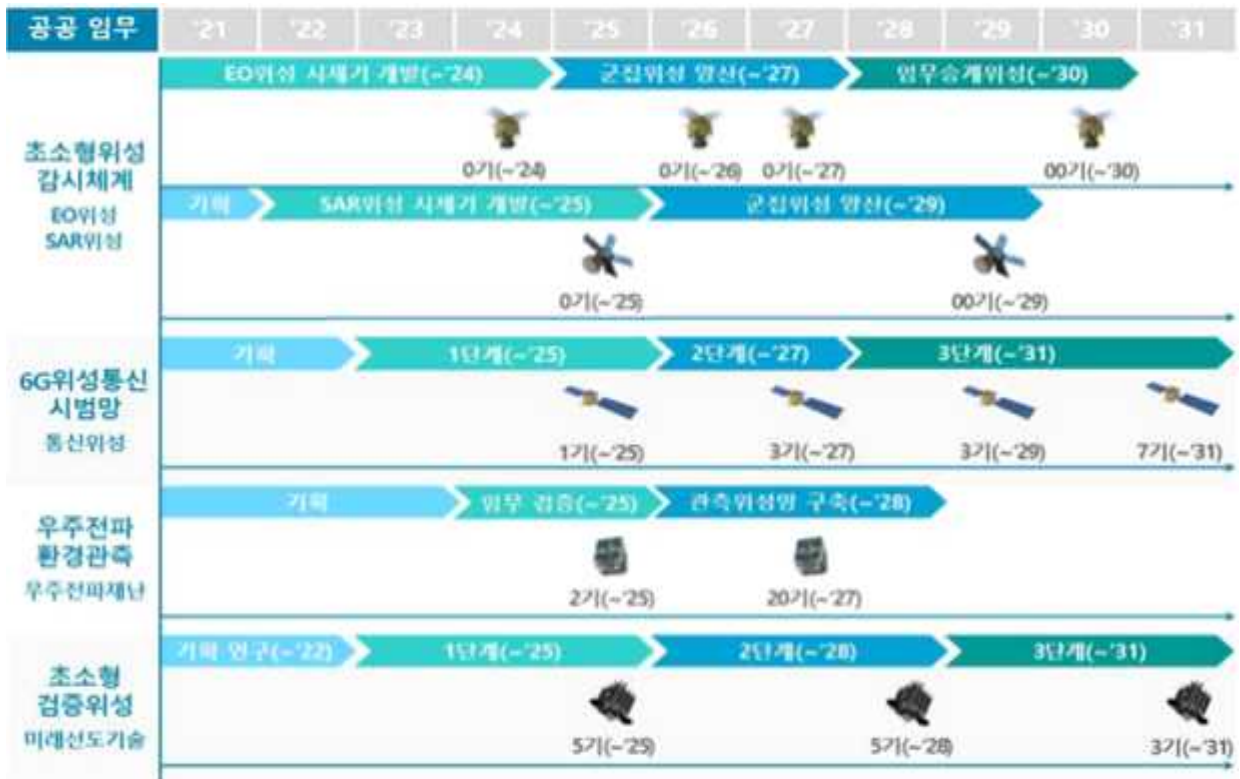 공공 임무 '21 '22 '23 '24 '25 '26 '27 '28 '29 '30 '31
EO위성 시제기 개발(~'24) 군집위성 양산(~'27) 임무승계위성(~'30)
초소형위성
감시체계
EO위성
SAR위성
0기(~'24) 0기(~'26) 0기(~'27) 00기(~'30)
기획 SAR위성 시제기 개발(~'25) 군집위성 양산(~'29)
0기(~'25) 00기(~'29)
6G위성통신
시범망
통신위성
기획 1단계(~'25) 2단계(~'27) 3단계(~'31)
1기(~'25) 3기(~'27) 3기(~'29) 7기(~'31)
우주전파
환경관측
우주전파재난
기획 임무 검증(~'25) 관측위성망 구축(~'28)
2기(~'25) 20기(~'27)
초소형
검증위성
미래선도기술
기획 연구(~'22) 1단계(~'25) 2단계(~'28) 3단계(~'31)
5기(~'25) 5기(~'28) 3기(~'31)